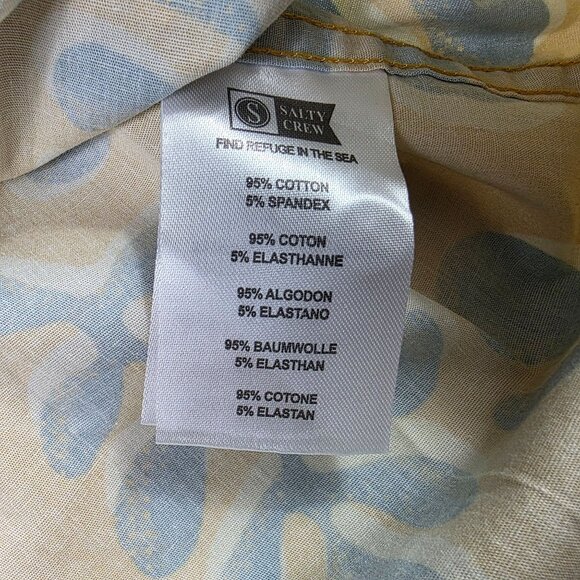 S
SALTY
CREW
FIND REFUGE IN THE SEA
95% COTTON
5% SPANDEX
95% COTON
5% ELASTHANNE
95% ALGODON
5% ELASTANO
95% BAUMWOLLE
5% ELASTHAN
95% COTONE
5% ELASTAN